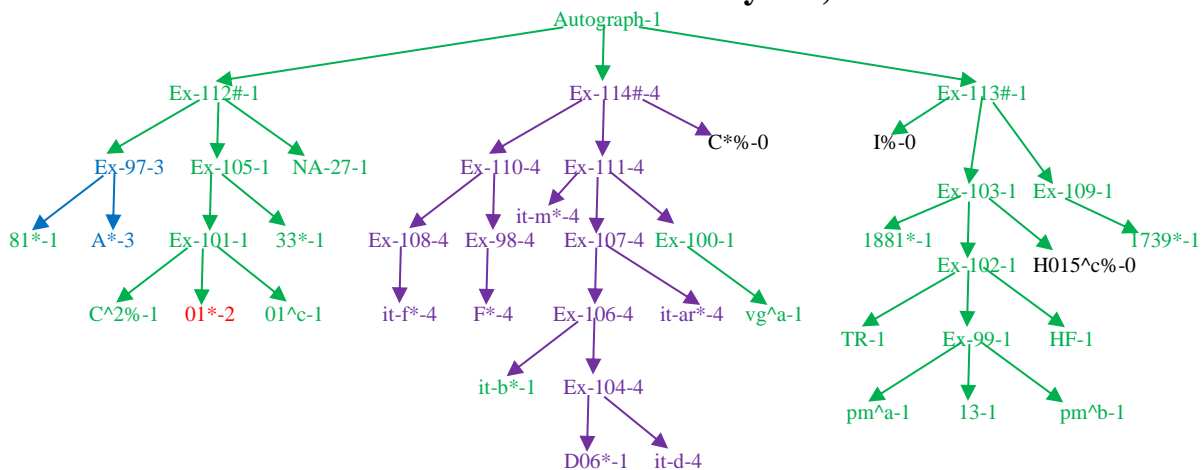 Autograph-1
Ex-112#-1 Ex-114#-4 Ex-113#-1
C*%-0 I%-0
Ex-97-3 Ex-105-1 NA-27-1 Ex-110-4 Ex-111-4
Ex-103-1 Ex-109-1
it-m*-4
81*-1 A*-3 Ex-101-1 33*-1 Ex-108-4 Ex-98-4 Ex-107-4 Ex-100-1 1881*-1 1739*-1
Ex-102-1 H015^c%-0
C^2%-1 01*-2 01^c-1 it-f*-4 F*-4 Ex-106-4 it-ar*-4 vg^a-1
TR-1 Ex-99-1 HF-1
it-b*-1 Ex-104-4
pm^a-1 13-1 pm^b-1
D06*-1 it-d-4